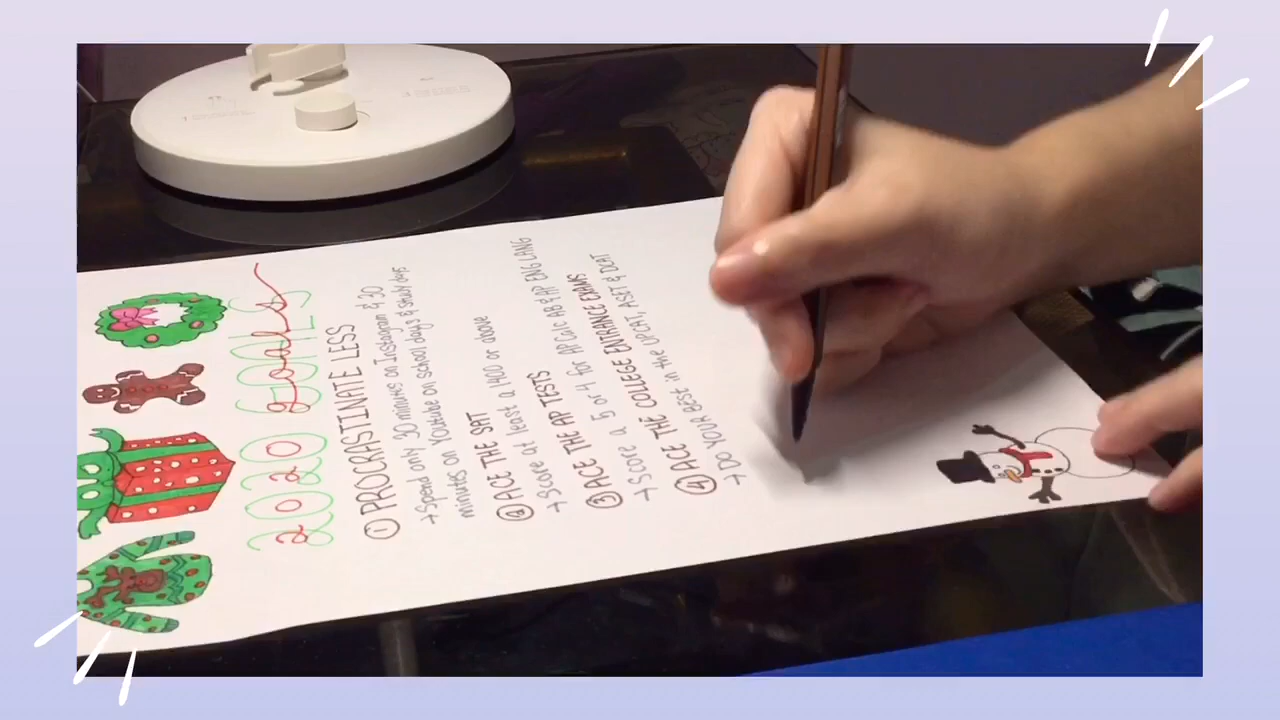 2020 Goals
① PROCRASTINATE LESS
→ Spend only 30 minutes on Instagram & 30
minutes on YouTube on school days & study days
② ACE THE SAT
→ Score at least a 1400 or above
③ ACE THE AP TESTS
→ Score a 5 or 4 for AP Calc AB & AP ENG LANG
④ ACE THE COLLEGE ENTRANCE EXAMS
→ DO YOUR BEST in the UPCAT, ACET & DCAT